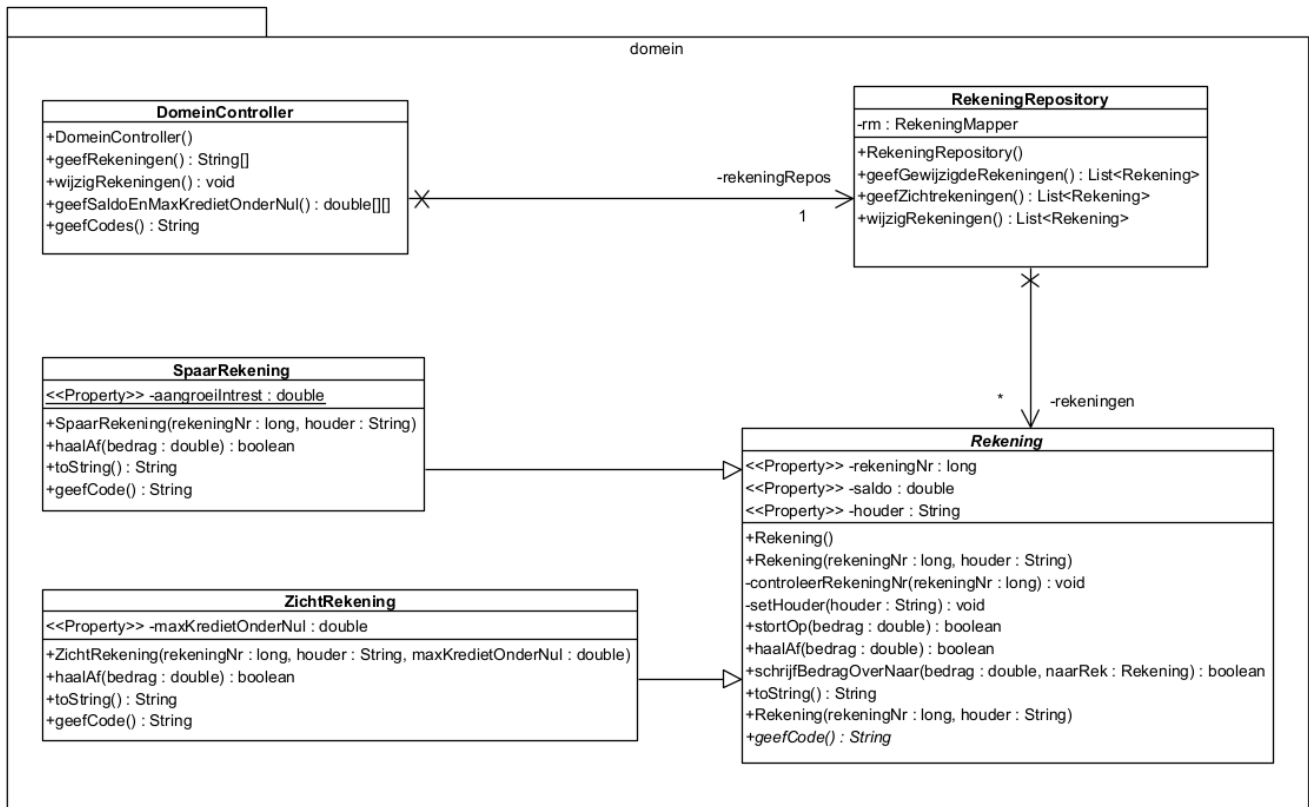 domein
DomeinController
+DomeinController()
+geefRekeningen() : String[]
+wijzigRekeningen() : void
+geefSaldoEnMaxKredietOnderNul() : double[][]
+geefCodes() : String
-rekeningRepos
1
RekeningRepository
-rm : RekeningMapper
+RekeningRepository()
+geefGewijzigdeRekeningen() : List<Rekening>
+geefZichtrekeningen() : List<Rekening>
+wijzigRekeningen() : List<Rekening>
*
-rekeningen
SpaarRekening
<<Property>> -aangroeiIntrest : double
+SpaarRekening(rekeningNr : long, houder : String)
+haalAf(bedrag : double) : boolean
+toString() : String
+geefCode() : String
Rekening
<<Property>> -rekeningNr : long
<<Property>> -saldo : double
<<Property>> -houder : String
+Rekening()
+Rekening(rekeningNr : long, houder : String)
-controleerRekeningNr(rekeningNr : long) : void
-setHouder(houder : String) : void
+stortOp(bedrag : double) : boolean
+haalAf(bedrag : double) : boolean
+schrijfBedragOverNaar(bedrag : double, naarRek : Rekening) : boolean
+toString() : String
+Rekening(rekeningNr : long, houder : String)
+geefCode() : String
ZichtRekening
<<Property>> -maxKredietOnderNul : double
+ZichtRekening(rekeningNr : long, houder : String, maxKredietOnderNul : double)
+haalAf(bedrag : double) : boolean
+toString() : String
+geefCode() : String